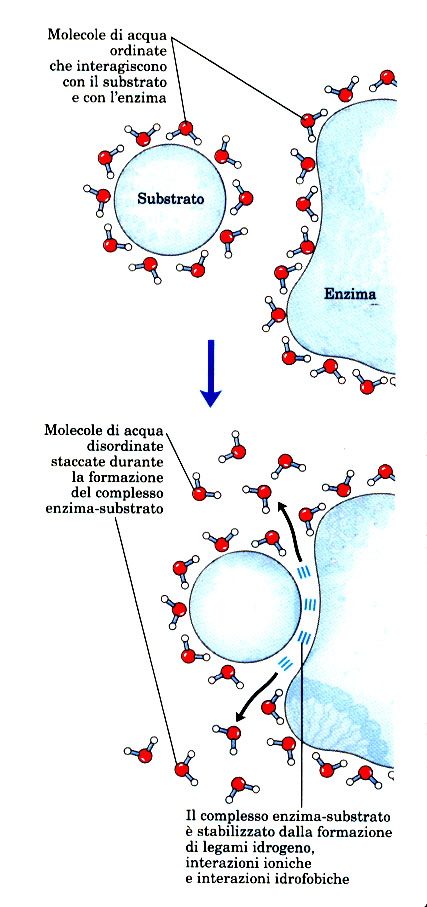 Molecole di acqua
ordinate
che interagiscono
con il substrato
e con l'enzima
Substrato
Enzima
Molecole di acqua
disordinate
staccate durante
la formazione
del complesso
enzima-substrato
Il complesso enzima-substrato
è stabilizzato dalla formazione
di legami idrogeno,
interazioni ioniche
e interazioni idrofobiche